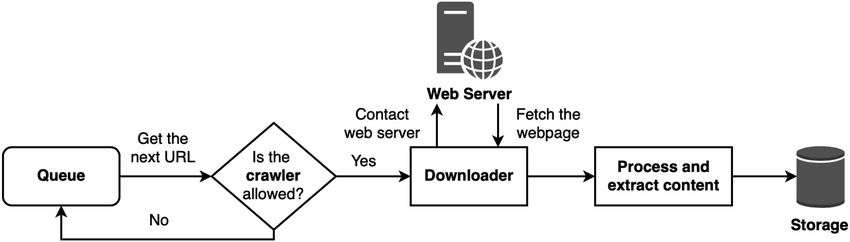 Web Server
Contact
web server
Fetch the
webpage
Get the
next URL
Queue
Is the
crawler
allowed?
Yes
No
Downloader
Process and
extract content
Storage